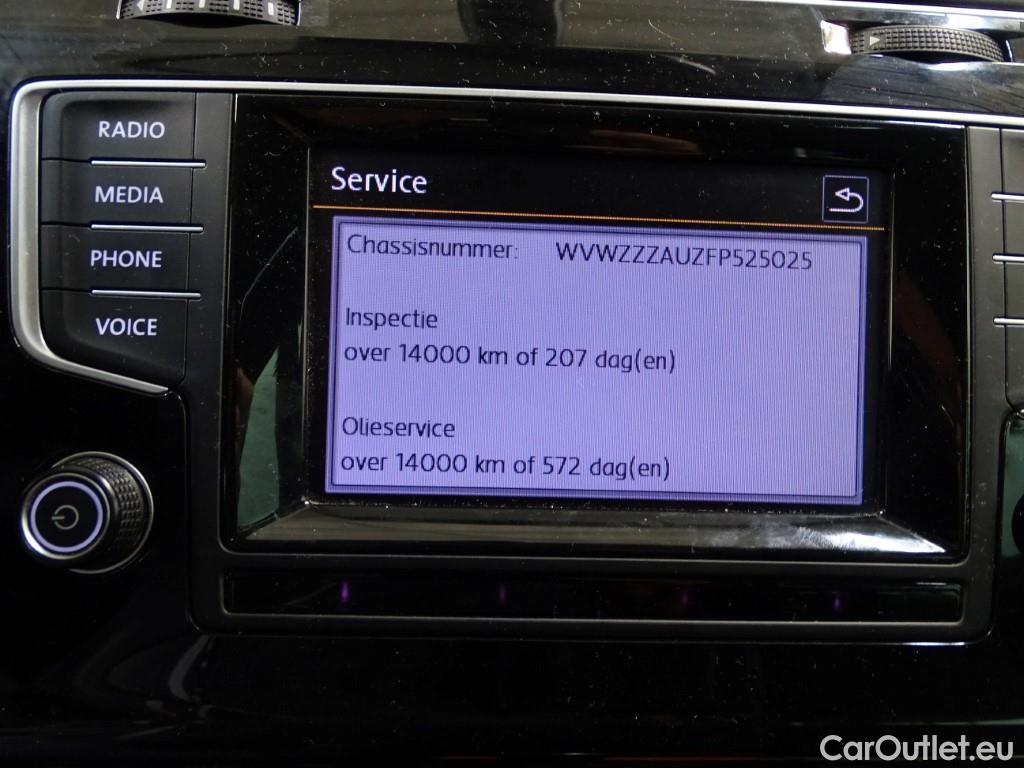 RADIO
MEDIA
PHONE
VOICE
Service
Chassisnummer: WVWZZZAUZFP525025
Inspectie
over 14000 km of 207 dag(en)
Olieservice
over 14000 km of 572 dag(en)
CarOutlet.eu